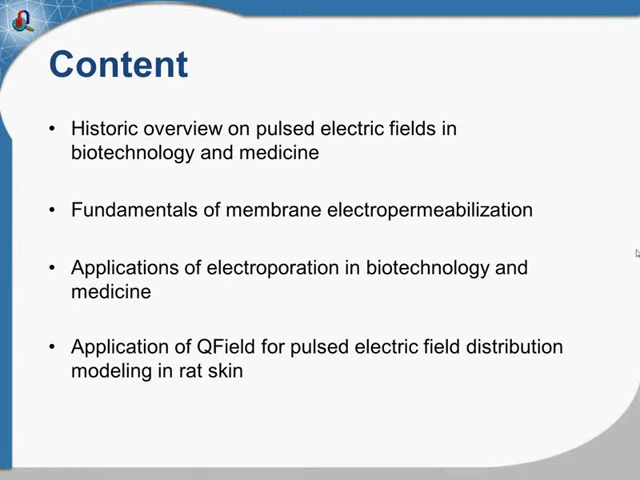 Content
• Historic overview on pulsed electric fields in
biotechnology and medicine
• Fundamentals of membrane electropermeabilization
• Applications of electroporation in biotechnology and
medicine
• Application of QField for pulsed electric field distribution
modeling in rat skin